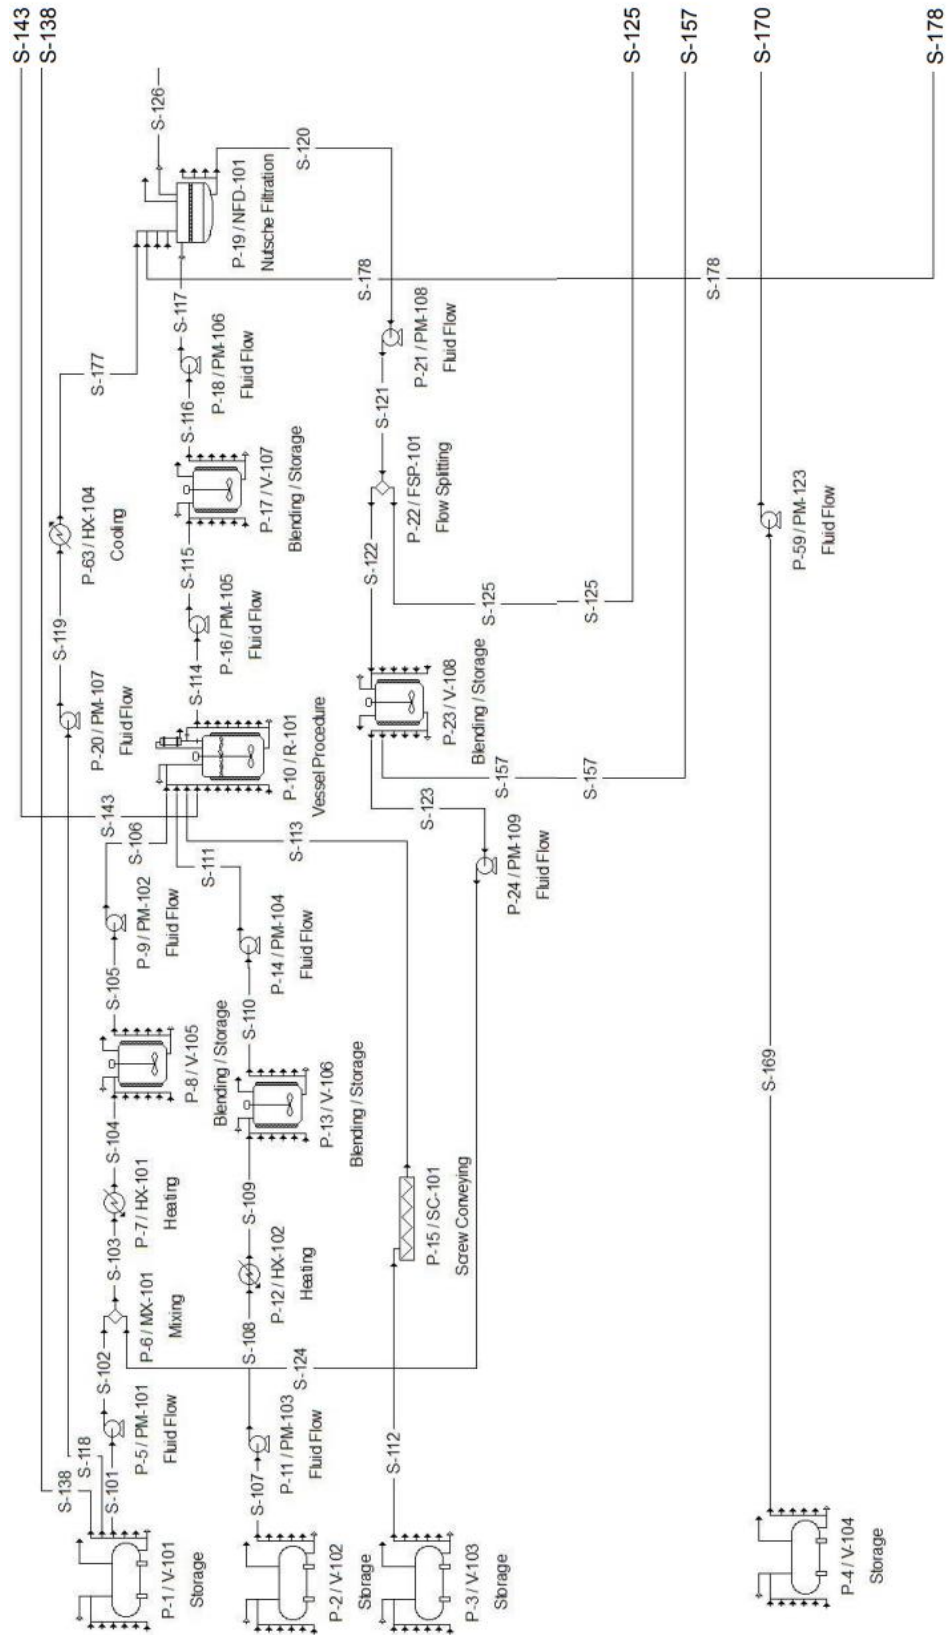 S-143
S-138
S-125
S-157
S-170
S-178
S-126
S-120
P-19 / NFD-101
Nutsche Filtration
S-178
S-178
S-177
S-117
P-18 / PM-106
Fluid Flow
S-116
P-17 / V-107
Blending / Storage
S-115
P-16 / PM-105
Fluid Flow
S-114
P-10 / R-101
Vessel Procedure
P-63 / HX-104
Cooling
S-119
P-20 / PM-107
Fluid Flow
P-21 / PM-108
Fluid Flow
S-121
P-22 / FSP-101
Flow Splitting
S-122
S-125
S-125
P-23 / V-108
Blending / Storage
S-157
S-157
S-123
P-24 / PM-109
Fluid Flow
P-59 / PM-123
Fluid Flow
S-143
S-106
S-111
S-113
P-9 / PM-102
Fluid Flow
S-105
P-8 / V-105
Blending / Storage
S-104
P-7 / HX-101
Heating
S-103
P-6 / MX-101
Mixing
S-102
P-5 / PM-101
Fluid Flow
S-101
S-118
S-138
P-1 / V-101
Storage
P-14 / PM-104
Fluid Flow
S-110
P-13 / V-106
Blending / Storage
S-109
P-12 / HX-102
Heating
S-108
S-124
P-11 / PM-103
Fluid Flow
S-107
P-2 / V-102
Storage
P-15 / SC-101
Screw Conveying
S-112
P-3 / V-103
Storage
S-169
P-4 / V-104
Storage